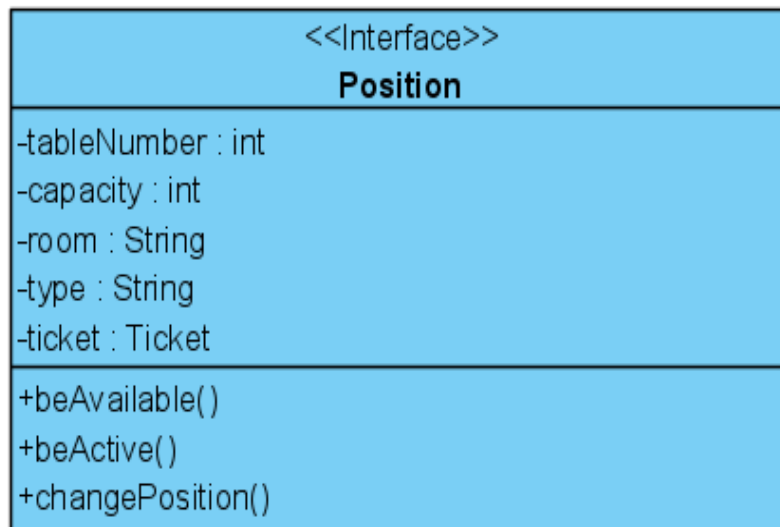 <<Interface>>
Position
-tableNumber : int
-capacity : int
-room : String
-type : String
-ticket : Ticket
+beAvailable()
+beActive()
+changePosition()